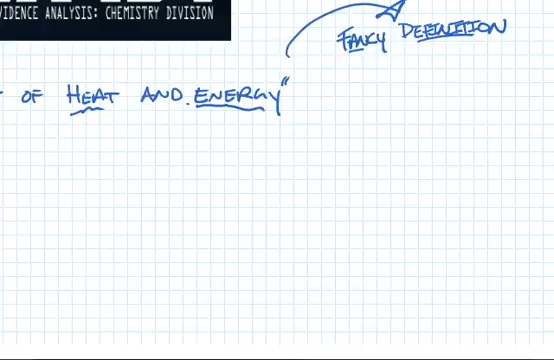 VIDENCE ANALYSIS: CHEMISTRY DIVISION
FANCY DEFINITION
OF HEAT AND ENERGY"